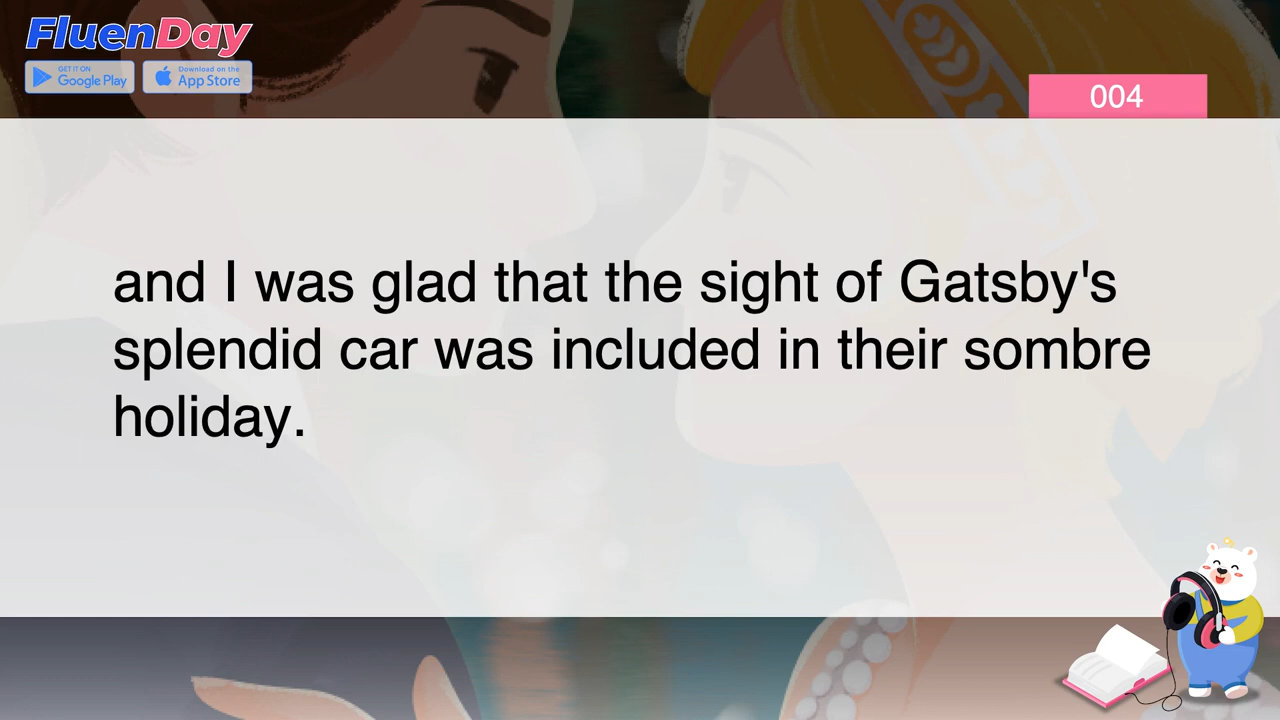 FluenDay
GET IT ON
Google Play
Download on the
App Store
004
and I was glad that the sight of Gatsby's
splendid car was included in their sombre
holiday.